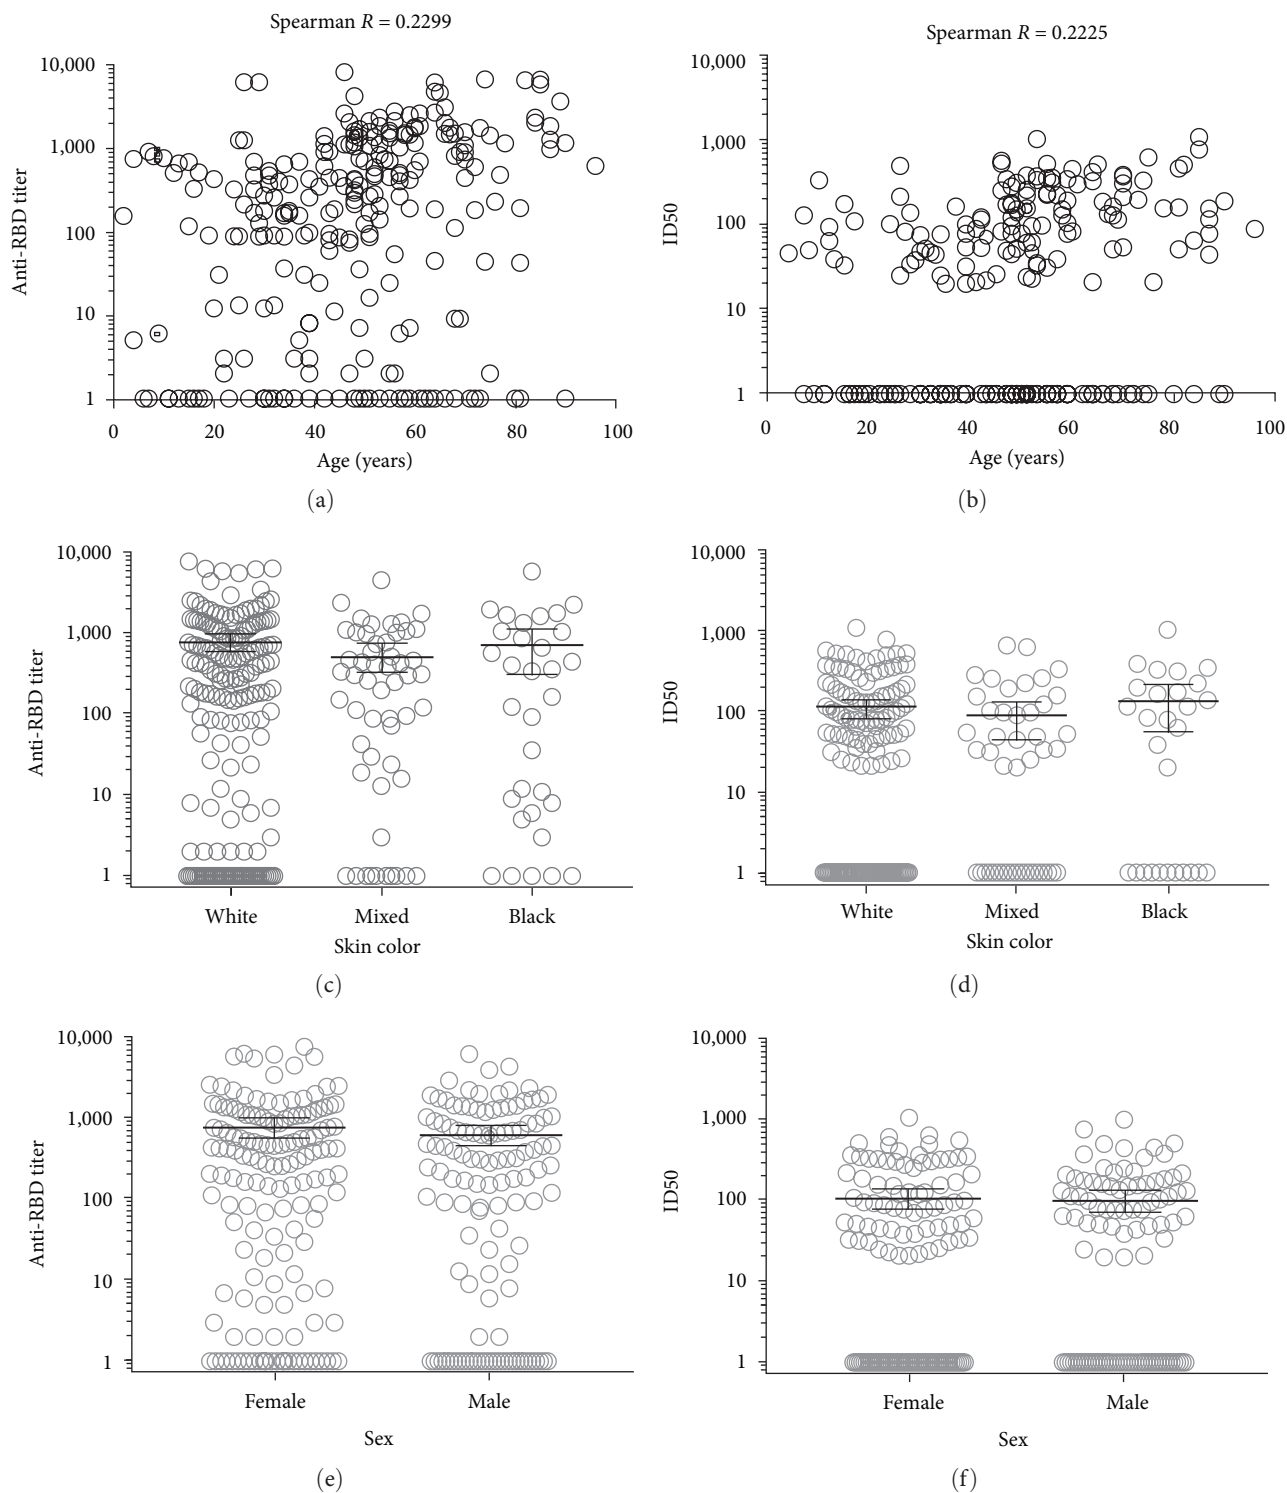 Spearman R = 0.2299
10,000
1,000
100
10
1
Anti-RBD titer
0 20 40 60 80 100
Age (years)
(a)
Spearman R = 0.2225
10,000
1,000
100
10
1
ID50
0 20 40 60 80 100
Age (years)
(b)
10,000
1,000
100
10
1
Anti-RBD titer
White Mixed Black
Skin color
(c)
10,000
1,000
100
10
1
ID50
White Mixed Black
Skin color
(d)
10,000
1,000
100
10
1
Anti-RBD titer
Female Male
Sex
(e)
10,000
1,000
100
10
1
ID50
Female Male
Sex
(f)